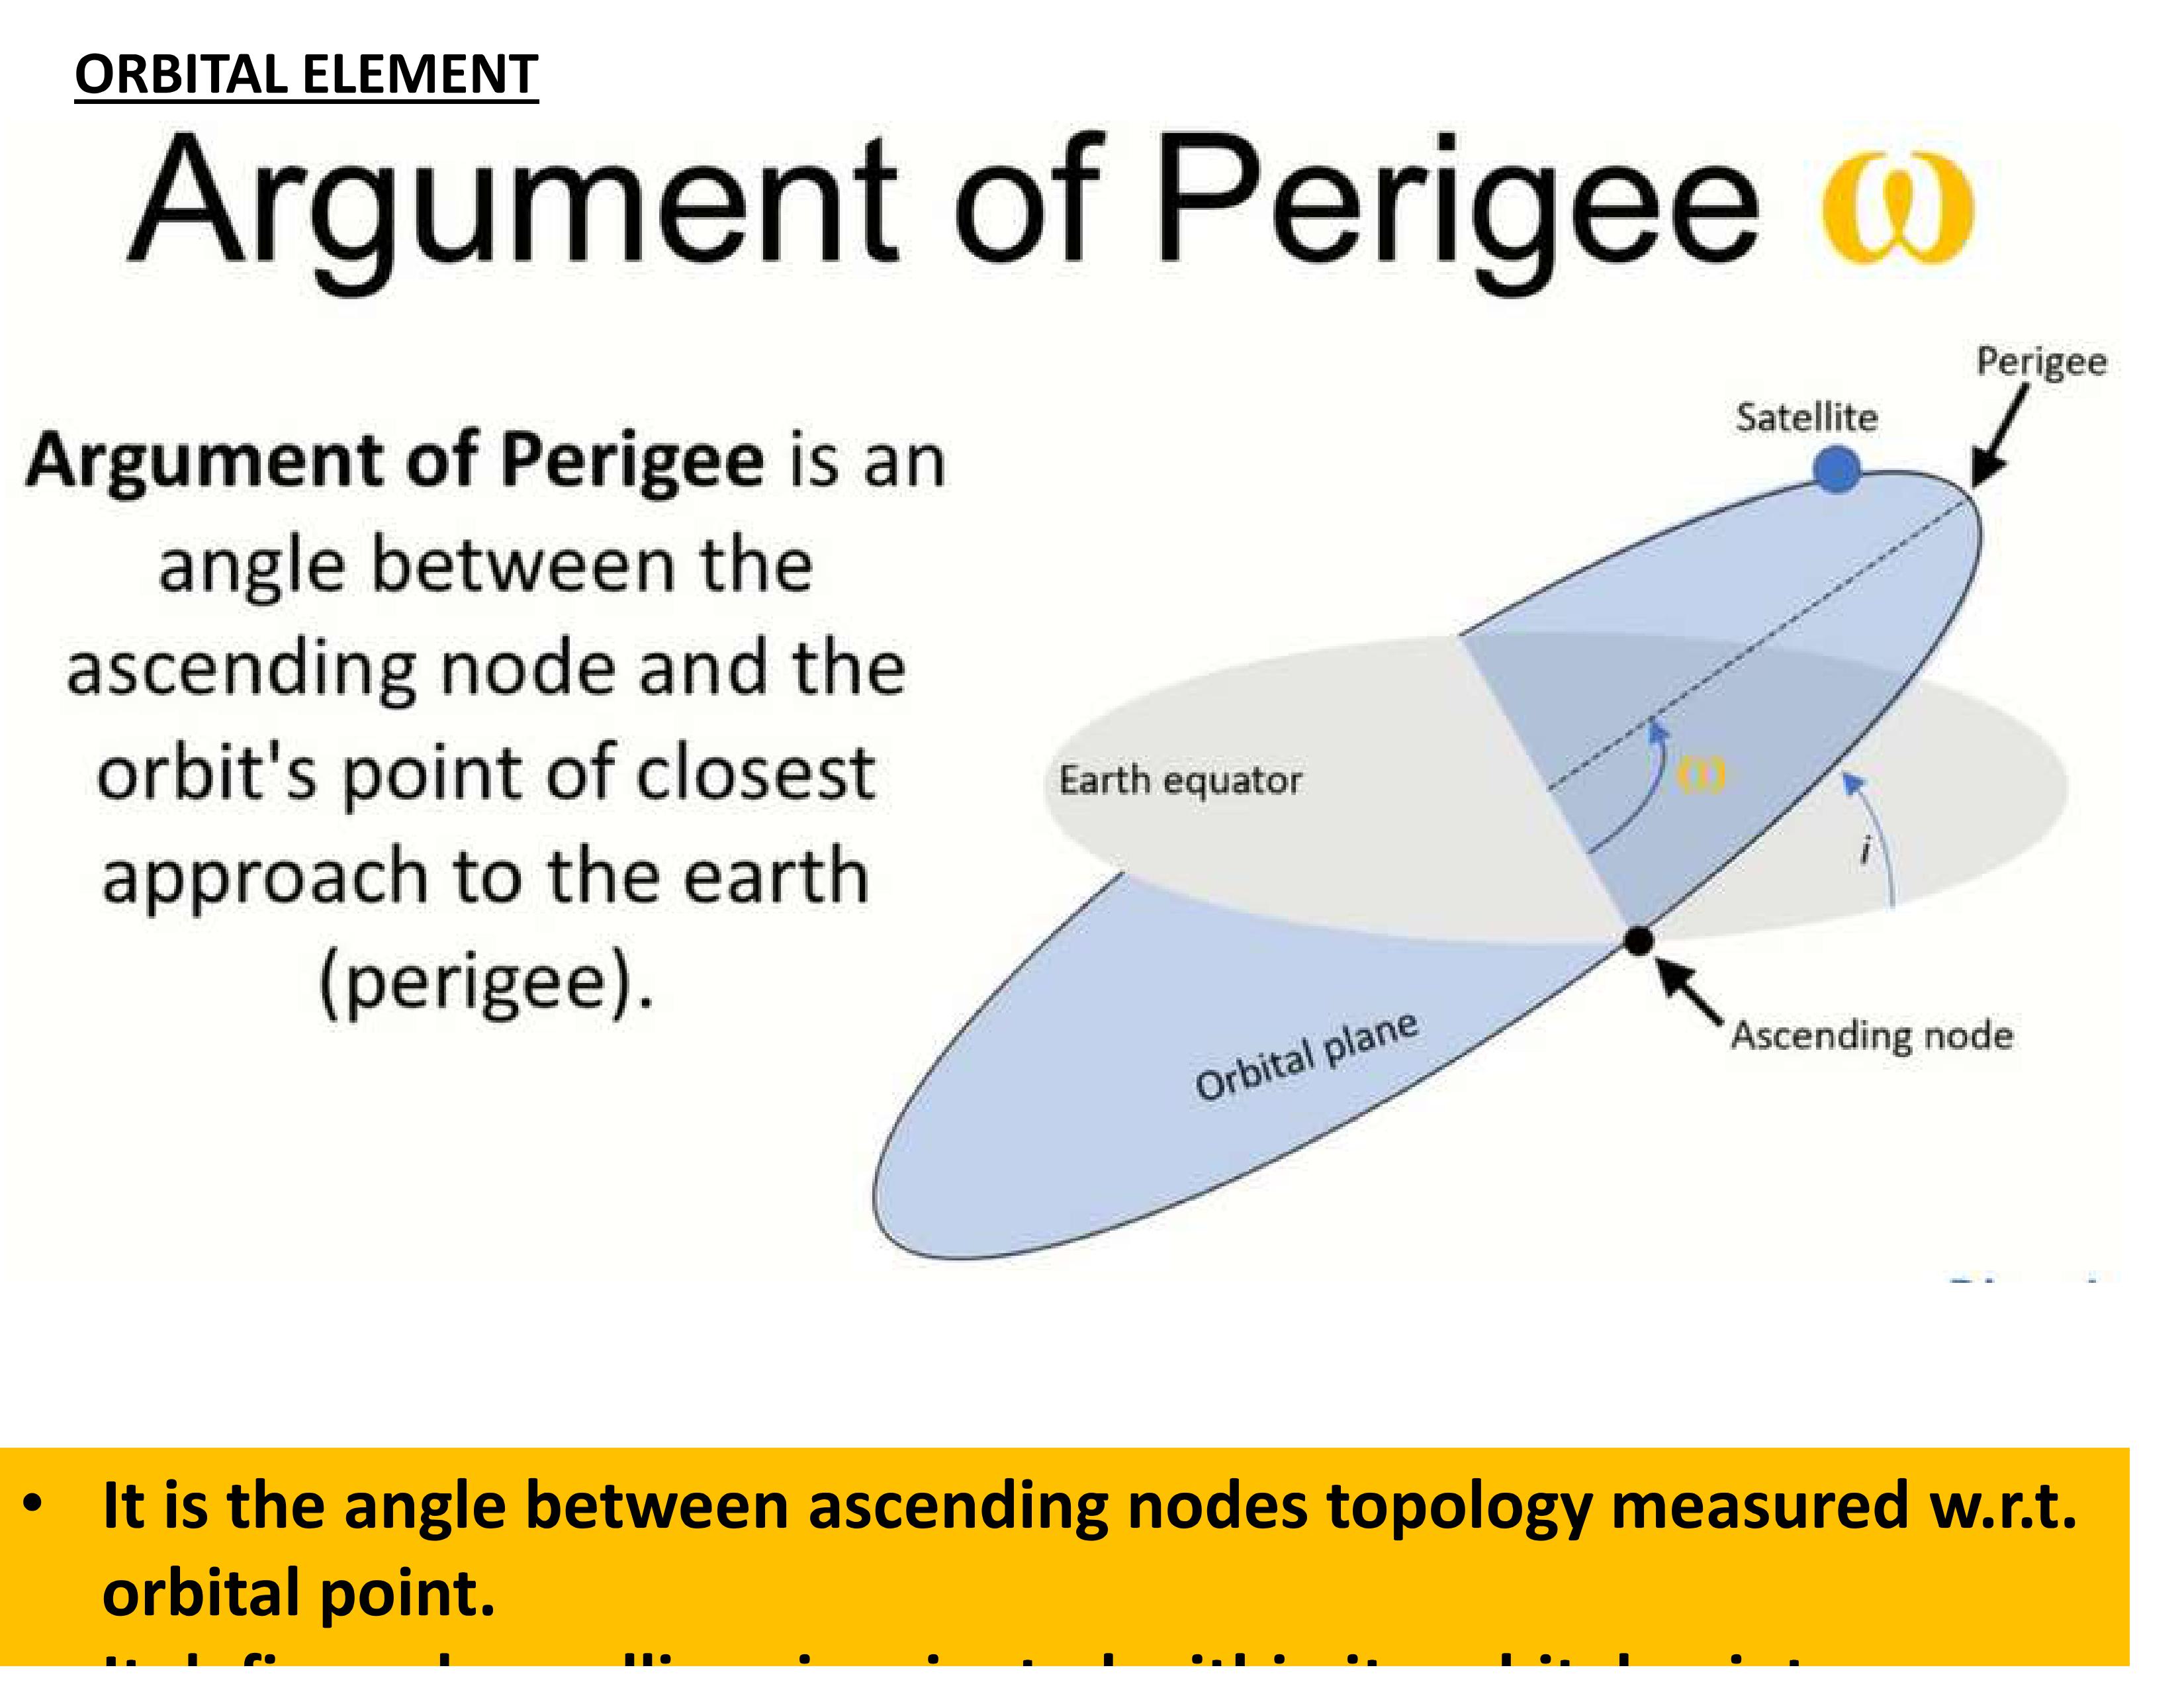 ORBITAL ELEMENT
Argument of Perigee ω
Argument of Perigee is an
angle between the
ascending node and the
orbit's point of closest
approach to the earth
(perigee).
Perigee
Satellite
Earth equator
ω
i
Ascending node
Orbital plane
• It is the angle between ascending nodes topology measured w.r.t.
orbital point.